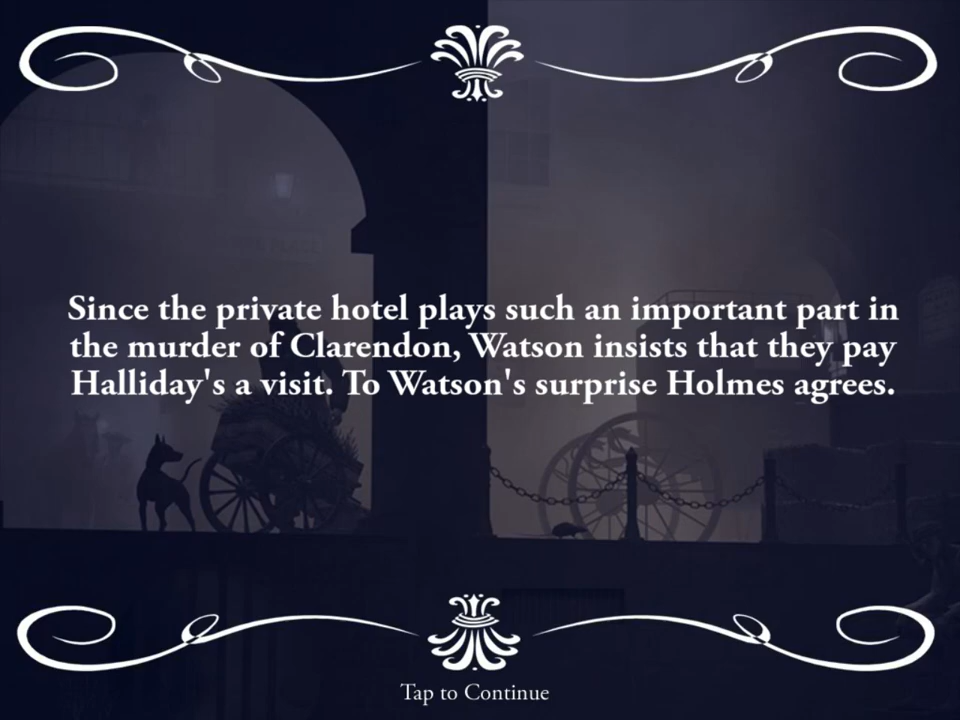 Since the private hotel plays such an important part in
the murder of Clarendon, Watson insists that they pay
Halliday's a visit. To Watson's surprise Holmes agrees.
Tap to Continue